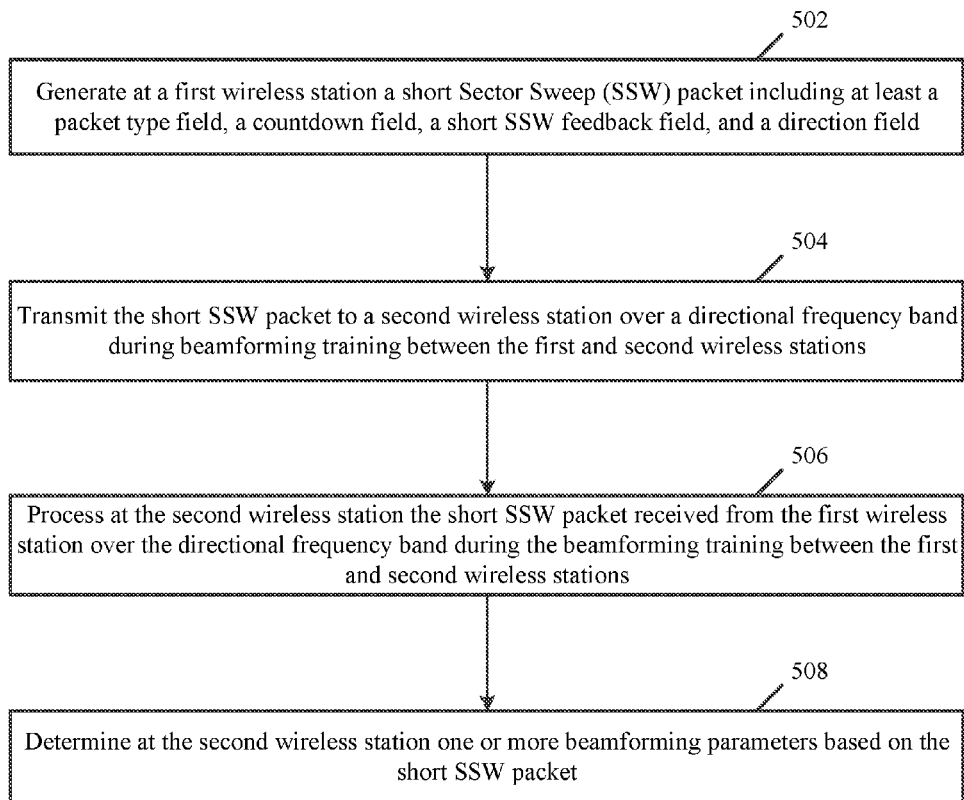 502
Generate at a first wireless station a short Sector Sweep (SSW) packet including at least a
packet type field, a countdown field, a short SSW feedback field, and a direction field
504
Transmit the short SSW packet to a second wireless station over a directional frequency band
during beamforming training between the first and second wireless stations
506
Process at the second wireless station the short SSW packet received from the first wireless
station over the directional frequency band during the beamforming training between the first
and second wireless stations
508
Determine at the second wireless station one or more beamforming parameters based on the
short SSW packet